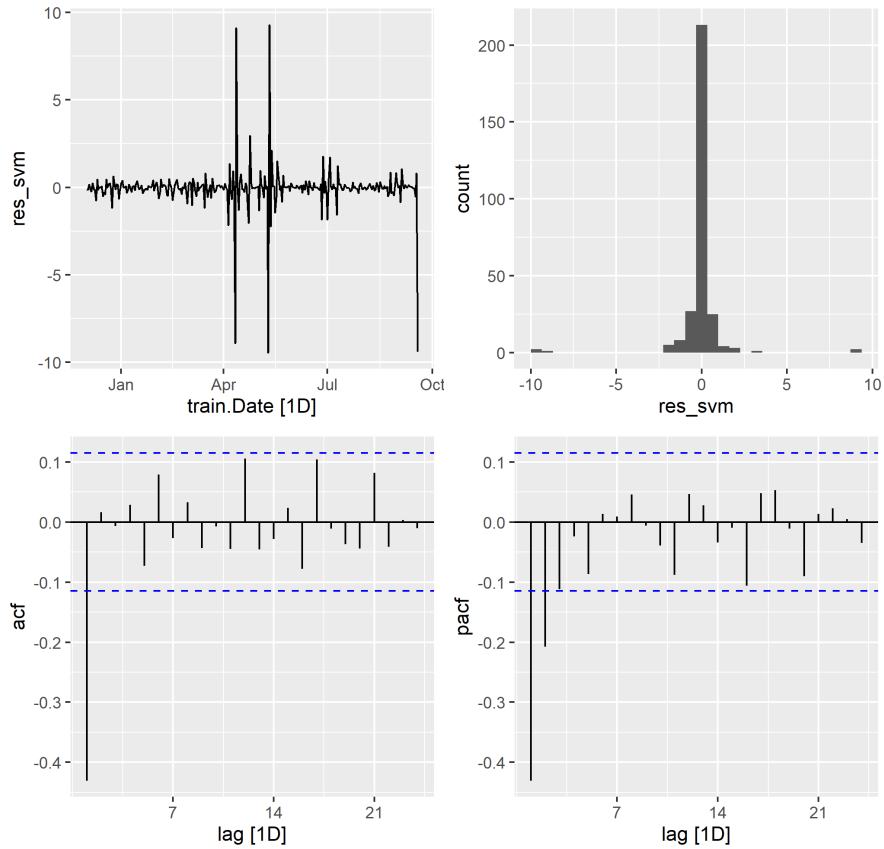 10
5
0
-5
-10
res_svm
Jan
Apr
Jul
Oct
train.Date [1D]
200
150
100
50
0
count
-10
-5
0
5
10
res_svm
0.1
0.0
-0.1
-0.2
-0.3
-0.4
acf
7
14
21
lag [1D]
0.1
0.0
-0.1
-0.2
-0.3
-0.4
pacf
7
14
21
lag [1D]